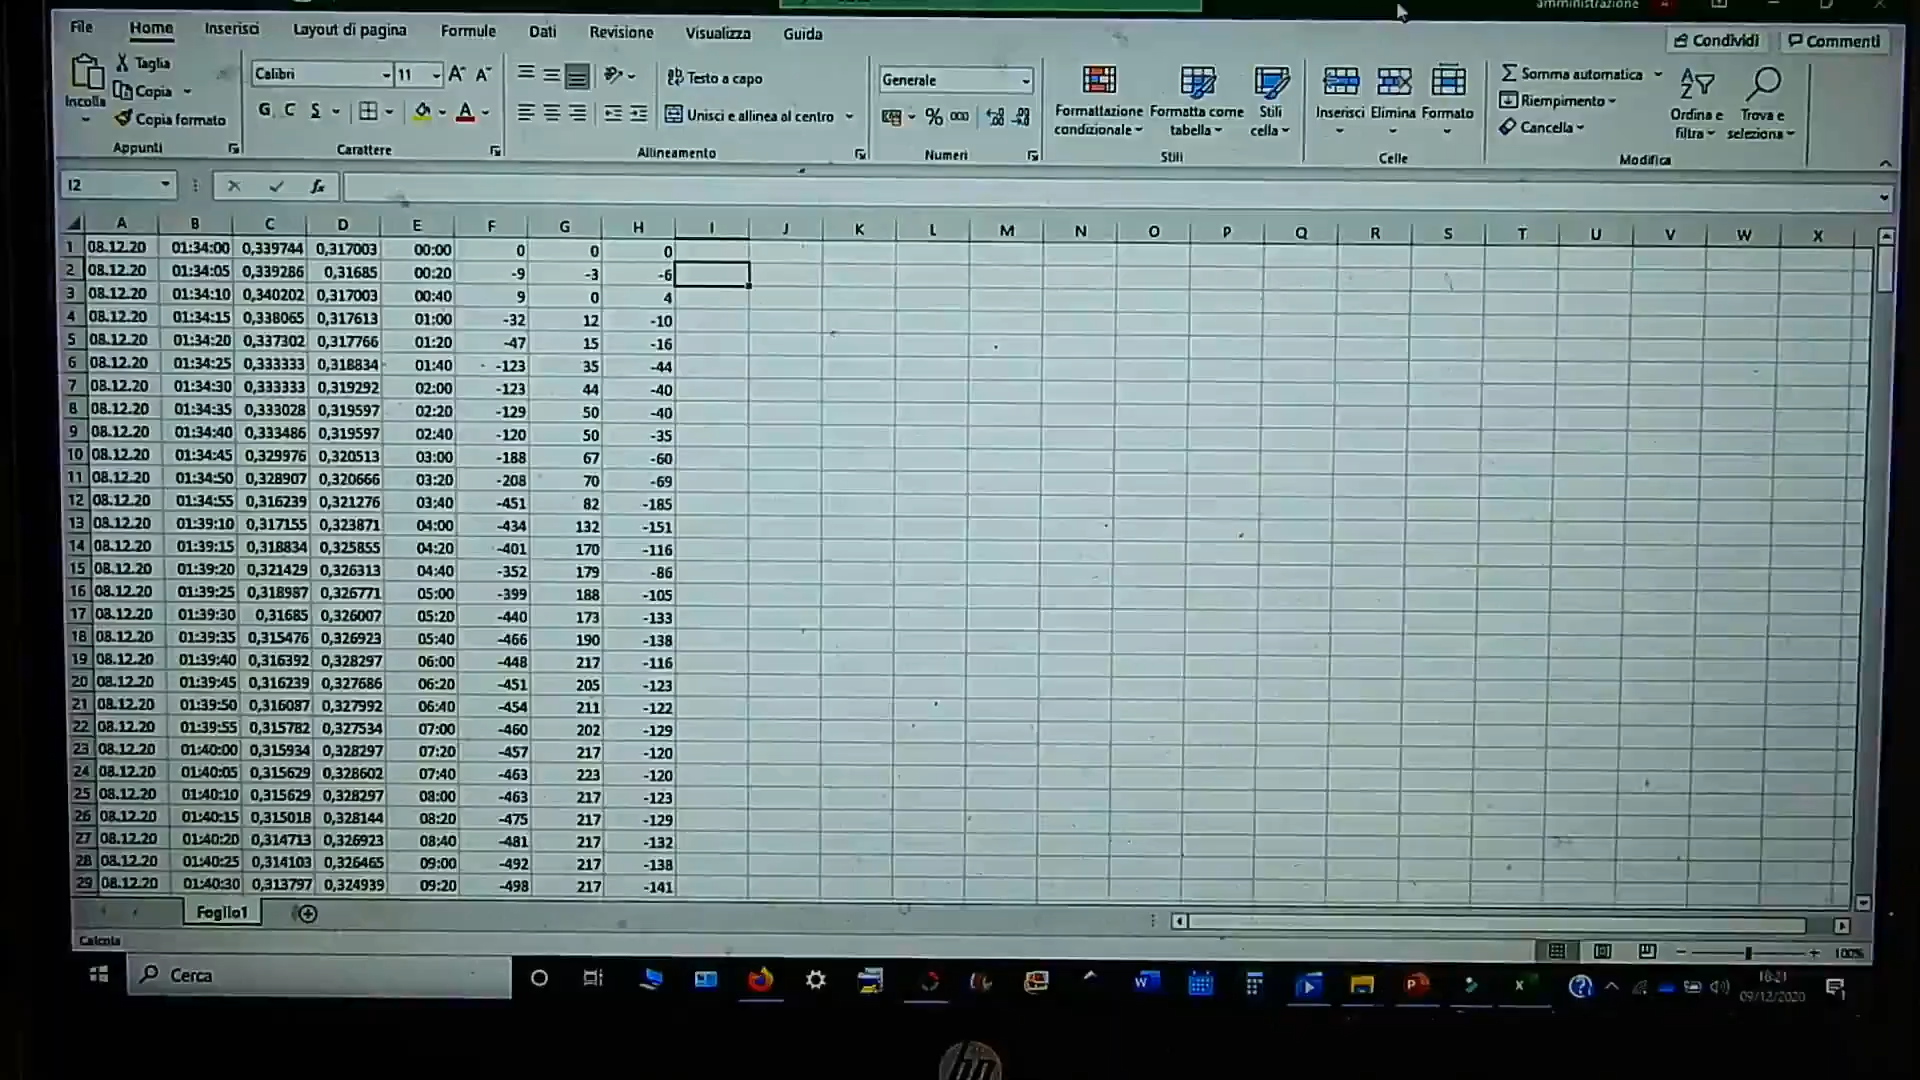 amministrazione
File Home Inserisci Layout di pagina Formule Dati Revisione Visualizza Guida Condividi Commenti
Incolla Taglia Copia Copia formato Appunti
Calibri 11 A A G C S A Carattere
Testo a capo Unisci e allinea al centro Allineamento
Generale % 000 Numeri
Formattazione condizionale Formatta come tabella Stili cella Stili
Inserisci Elimina Formato Celle
Somma automatica Riempimento Cancella Ordina e filtra Trova e seleziona Modifica
I2 fx
A B C D E F G H I J K L M N O P Q R S T U V W X
1 08.12.20 01:34:00 0,339744 0,317003 00:00 0 0 0
2 08.12.20 01:34:05 0,339286 0,31685 00:20 -9 -3 -6
3 08.12.20 01:34:10 0,340202 0,317003 00:40 9 0 4
4 08.12.20 01:34:15 0,338065 0,317613 01:00 -32 12 -10
5 08.12.20 01:34:20 0,337302 0,317766 01:20 -47 15 -16
6 08.12.20 01:34:25 0,333333 0,318834 01:40 -123 35 -44
7 08.12.20 01:34:30 0,333333 0,319292 02:00 -123 44 -40
8 08.12.20 01:34:35 0,333028 0,319597 02:20 -129 50 -40
9 08.12.20 01:34:40 0,333486 0,319597 02:40 -120 50 -35
10 08.12.20 01:34:45 0,329976 0,320513 03:00 -188 67 -60
11 08.12.20 01:34:50 0,328907 0,320666 03:20 -208 70 -69
12 08.12.20 01:34:55 0,316239 0,321276 03:40 -451 82 -185
13 08.12.20 01:39:10 0,317155 0,323871 04:00 -434 132 -151
14 08.12.20 01:39:15 0,318834 0,325855 04:20 -401 170 -116
15 08.12.20 01:39:20 0,321429 0,326313 04:40 -352 179 -86
16 08.12.20 01:39:25 0,318987 0,326771 05:00 -399 188 -105
17 08.12.20 01:39:30 0,31685 0,326007 05:20 -440 173 -133
18 08.12.20 01:39:35 0,315476 0,326923 05:40 -466 190 -138
19 08.12.20 01:39:40 0,316392 0,328297 06:00 -448 217 -116
20 08.12.20 01:39:45 0,316239 0,327686 06:20 -451 205 -123
21 08.12.20 01:39:50 0,316087 0,327992 06:40 -454 211 -122
22 08.12.20 01:39:55 0,315782 0,327534 07:00 -460 202 -129
23 08.12.20 01:40:00 0,315934 0,328297 07:20 -457 217 -120
24 08.12.20 01:40:05 0,315629 0,328602 07:40 -463 223 -120
25 08.12.20 01:40:10 0,315629 0,328297 08:00 -463 217 -123
26 08.12.20 01:40:15 0,315018 0,328144 08:20 -475 217 -129
27 08.12.20 01:40:20 0,314713 0,326923 08:40 -481 217 -132
28 08.12.20 01:40:25 0,314103 0,326465 09:00 -492 217 -138
29 08.12.20 01:40:30 0,313797 0,324939 09:20 -498 217 -141
Foglio1
Calcola 100%
Cerca W P X 18:21
09/12/2020
hp